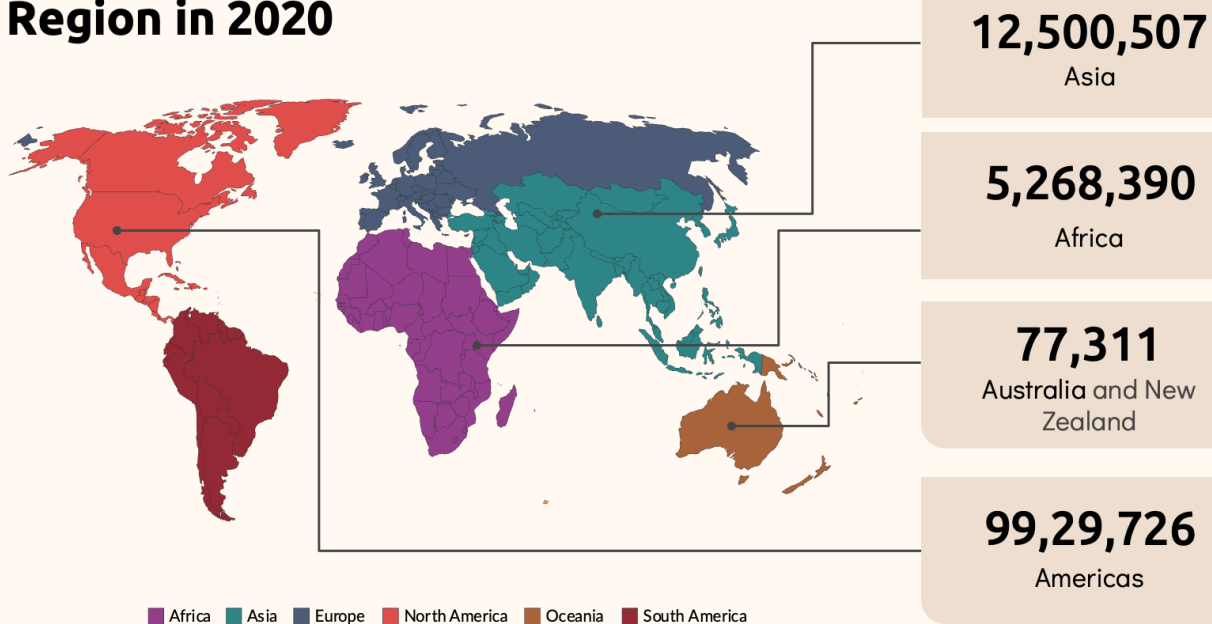 Region in 2020
12,500,507
Asia
5,268,390
Africa
77,311
Australia and New
Zealand
99,29,726
Americas
Africa
Asia
Europe
North America
Oceania
South America